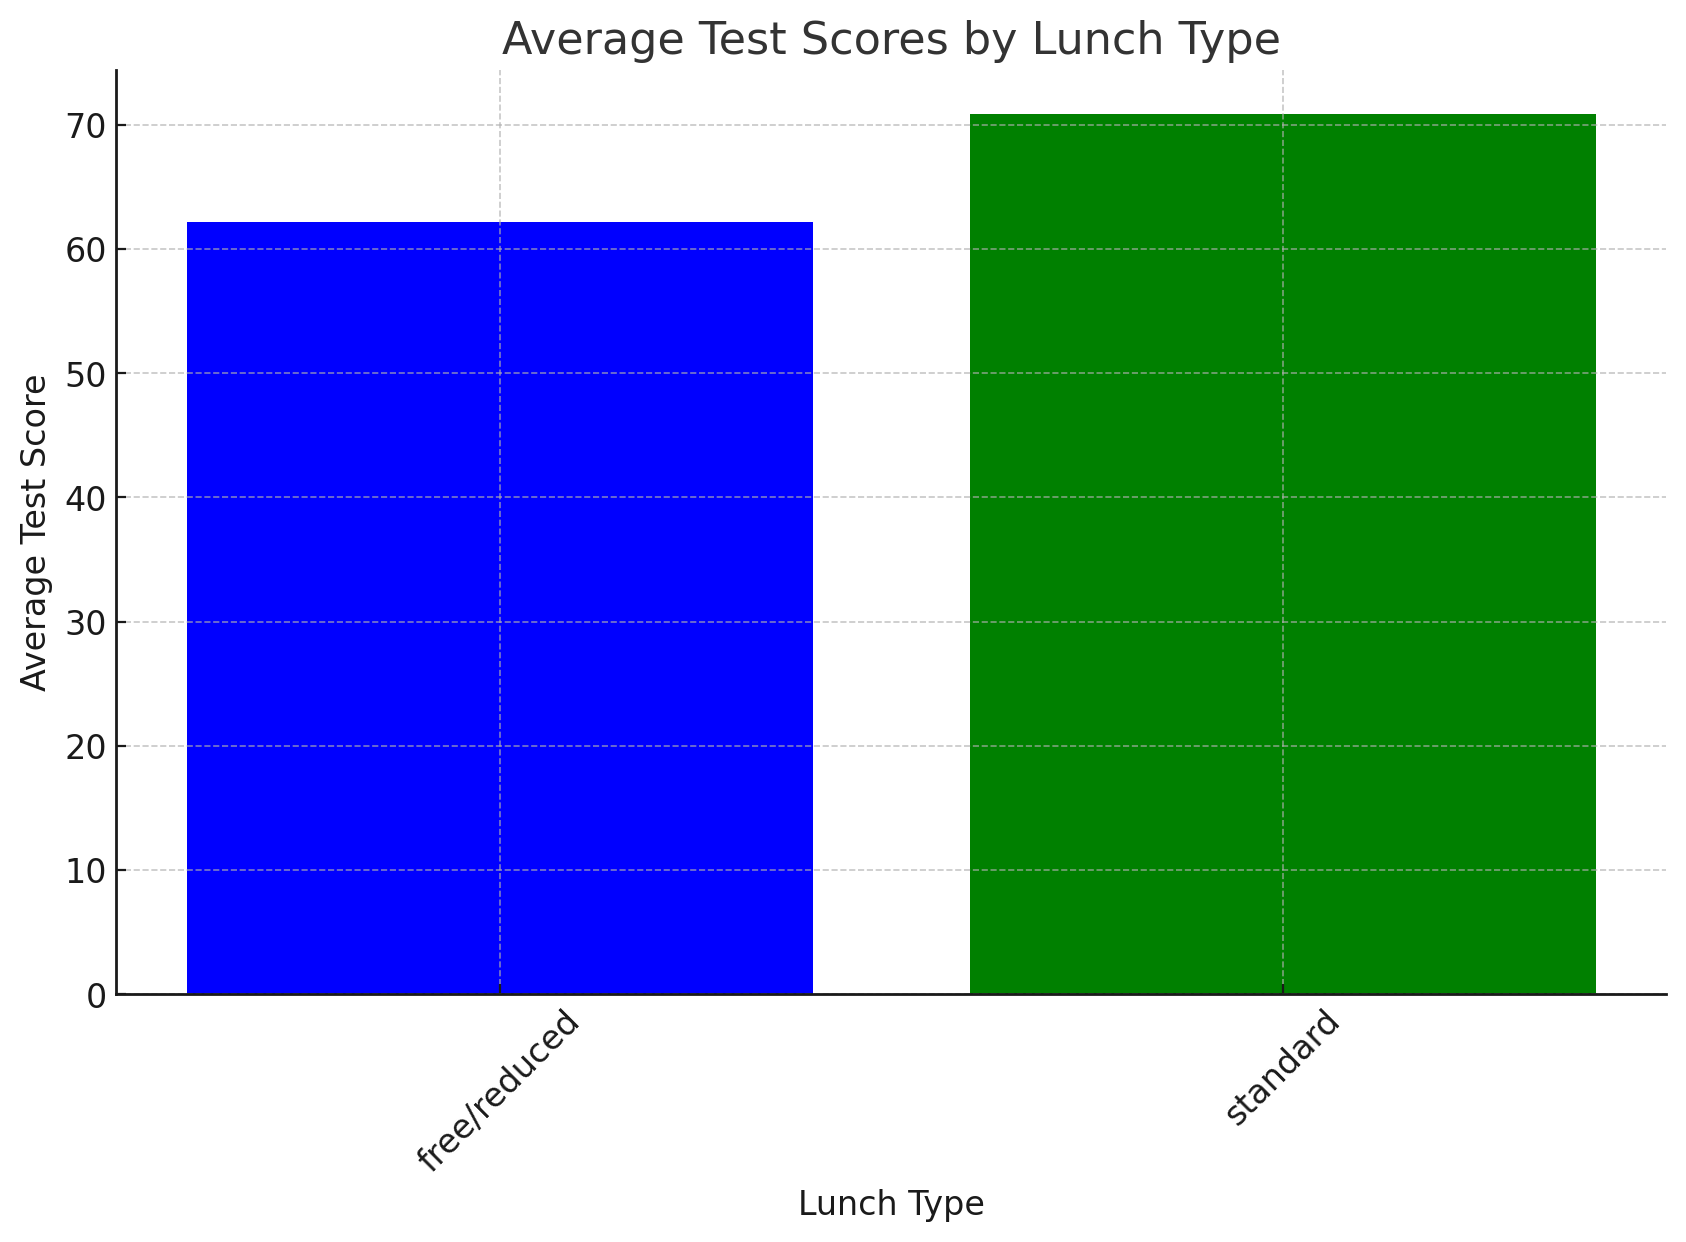 Average Test Scores by Lunch Type
Average Test Score
70
60
50
40
30
20
10
0
free/reduced
standard
Lunch Type